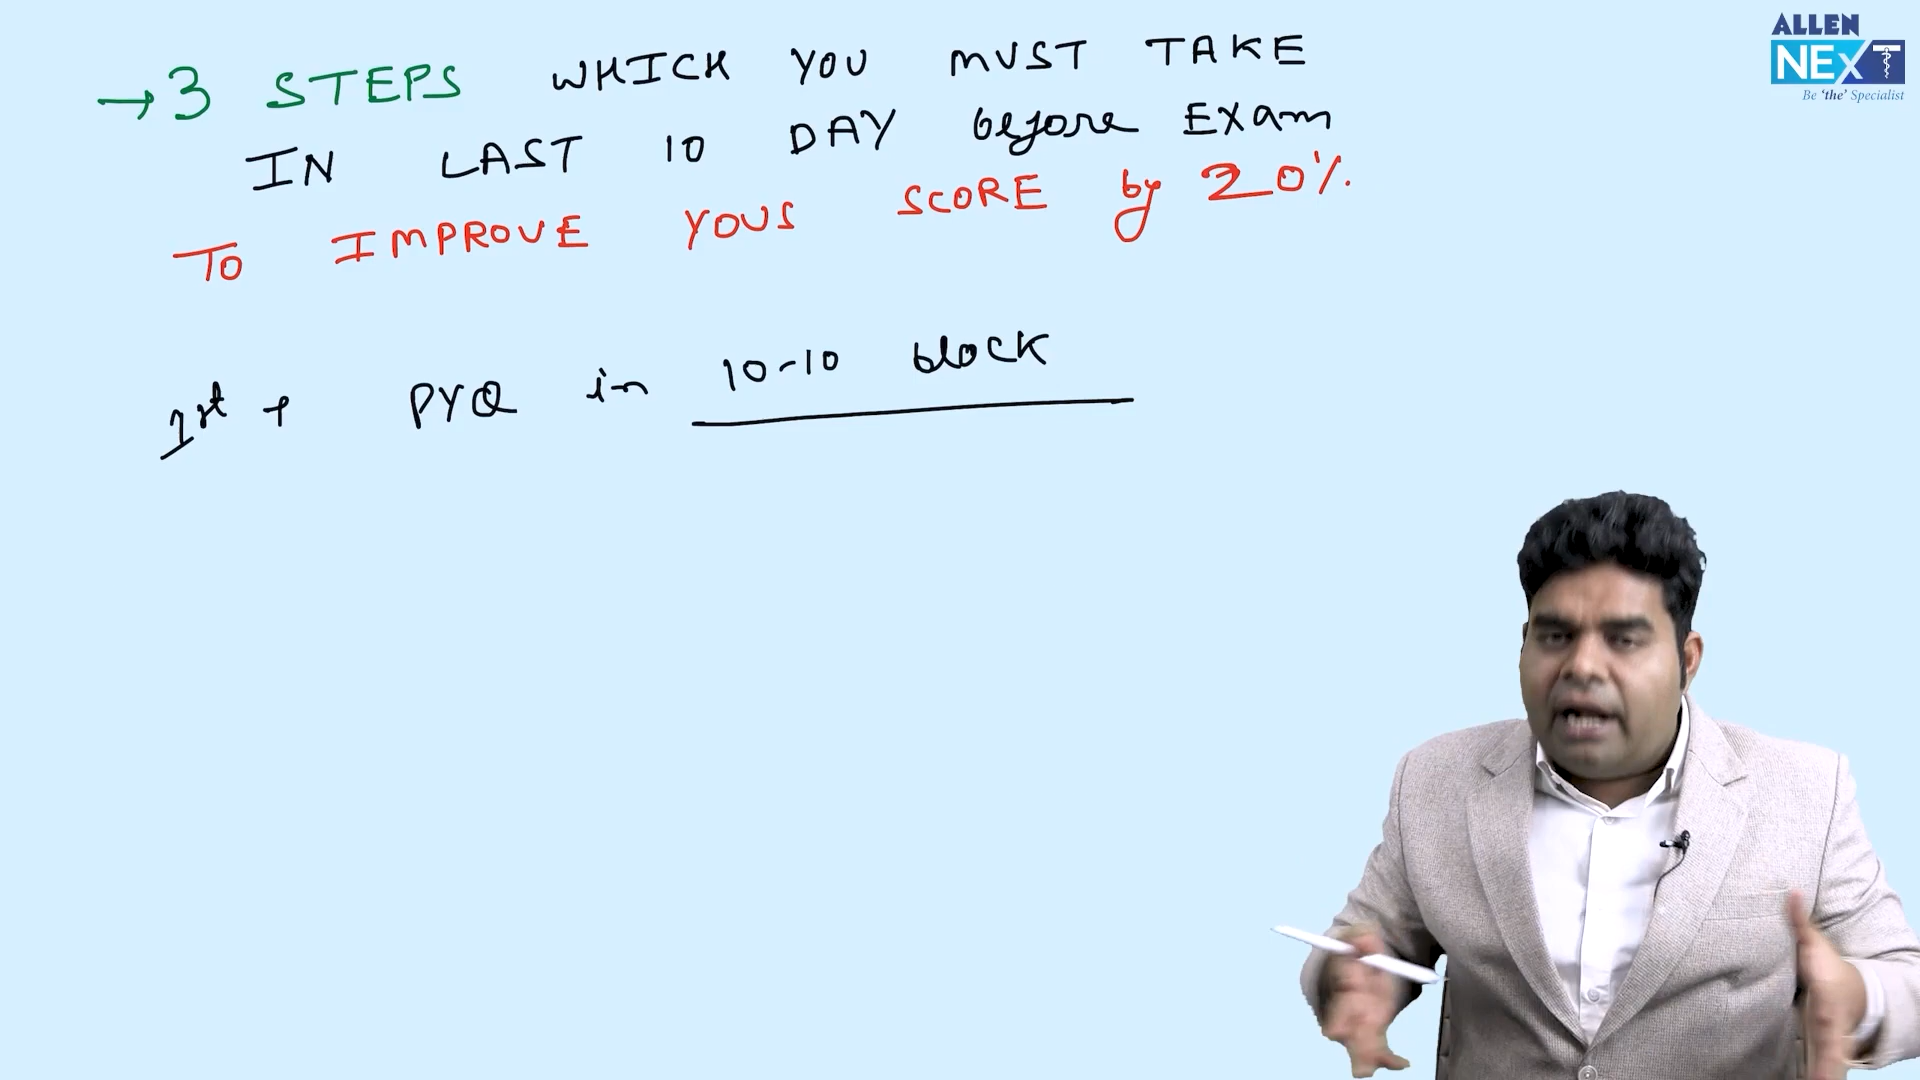 →3 STEPS WHICH YOU MUST TAKE
IN LAST 10 DAY before Exam
TO IMPROVE YOUS SCORE by 20%.
1st + PYQ in 10-10 block
ALLEN
NEXT
Be 'the' Specialist